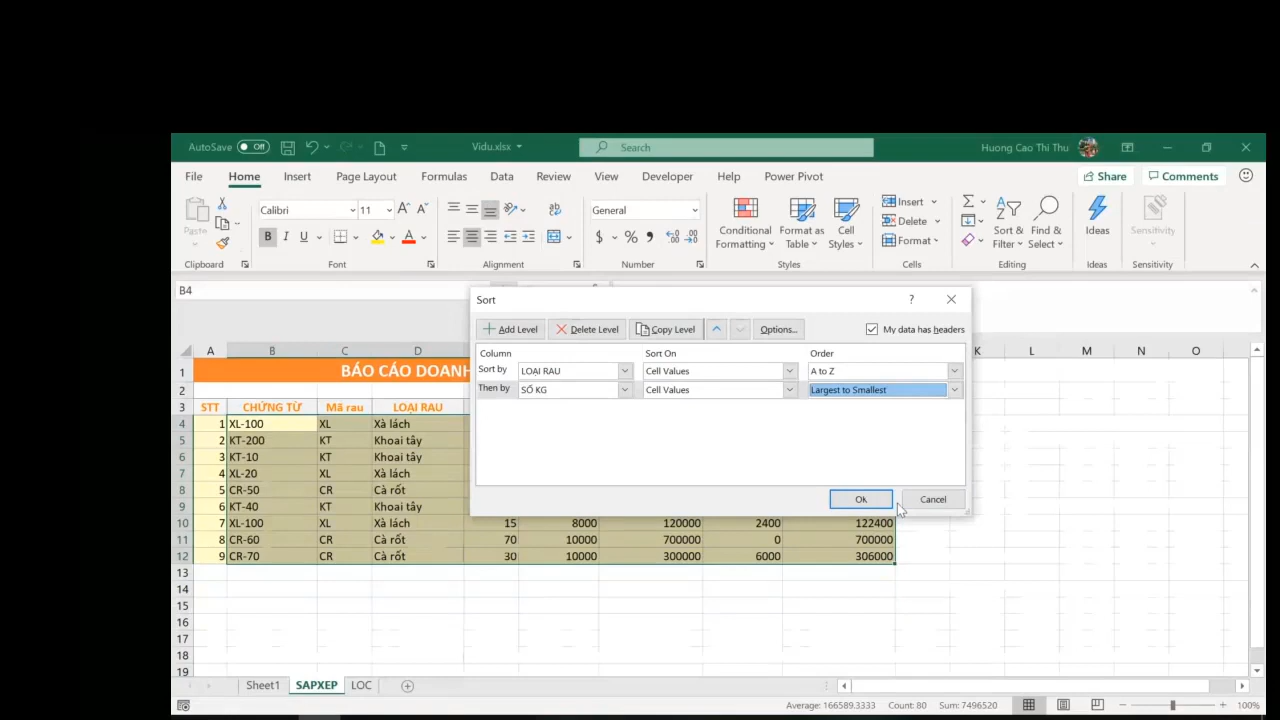 AutoSave Off Vidu.xlsx Search Huong Cao Thi Thu
File Home Insert Page Layout Formulas Data Review View Developer Help Power Pivot Share Comments
Calibri 11 General Insert
Paste B I U A $ % Conditional Format as Cell Delete Sort & Find & Ideas Sensitivity
Formatting Table Styles Format Filter Select
Clipboard Font Alignment Number Styles Cells Editing Ideas Sensitivity
B4
Sort
Add Level Delete Level Copy Level Options... My data has headers
Column Sort On Order
Sort by LOẠI RAU Cell Values A to Z
Then by SỐ KG Cell Values Largest to Smallest
OK Cancel
A B C D K L M N O
1 BÁO CÁO DOANH
2
3 STT CHỨNG TỪ Mã rau LOẠI RAU
4 1 XL-100 XL Xà lách
5 2 KT-200 KT Khoai tây
6 3 KT-10 KT Khoai tây
7 4 XL-20 XL Xà lách
8 5 CR-50 CR Cà rốt
9 6 KT-40 KT Khoai tây
10 7 XL-100 XL Xà lách 15 8000 120000 2400 122400
11 8 CR-60 CR Cà rốt 70 10000 700000 0 700000
12 9 CR-70 CR Cà rốt 30 10000 300000 6000 306000
13
14
15
16
17
18
19
Sheet1 SAPXEP LOC
Average: 166589.3333 Count: 80 Sum: 7496520 100%